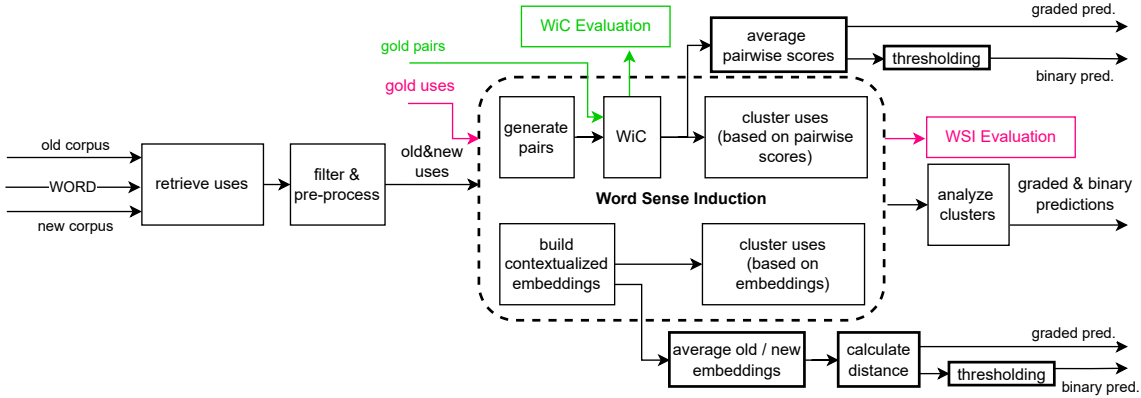 graded pred.
WiC Evaluation
average
pairwise scores
gold pairs
thresholding
binary pred.
gold uses
generate
pairs
WiC
cluster uses
(based on pairwise
scores)
WSI Evaluation
old corpus
WORD
new corpus
retrieve uses
filter &
pre-process
old&new
uses
Word Sense Induction
analyze
clusters
graded & binary
predictions
build
contextualized
embeddings
cluster uses
(based on
embeddings)
average old / new
embeddings
calculate
distance
graded pred.
thresholding
binary pred.